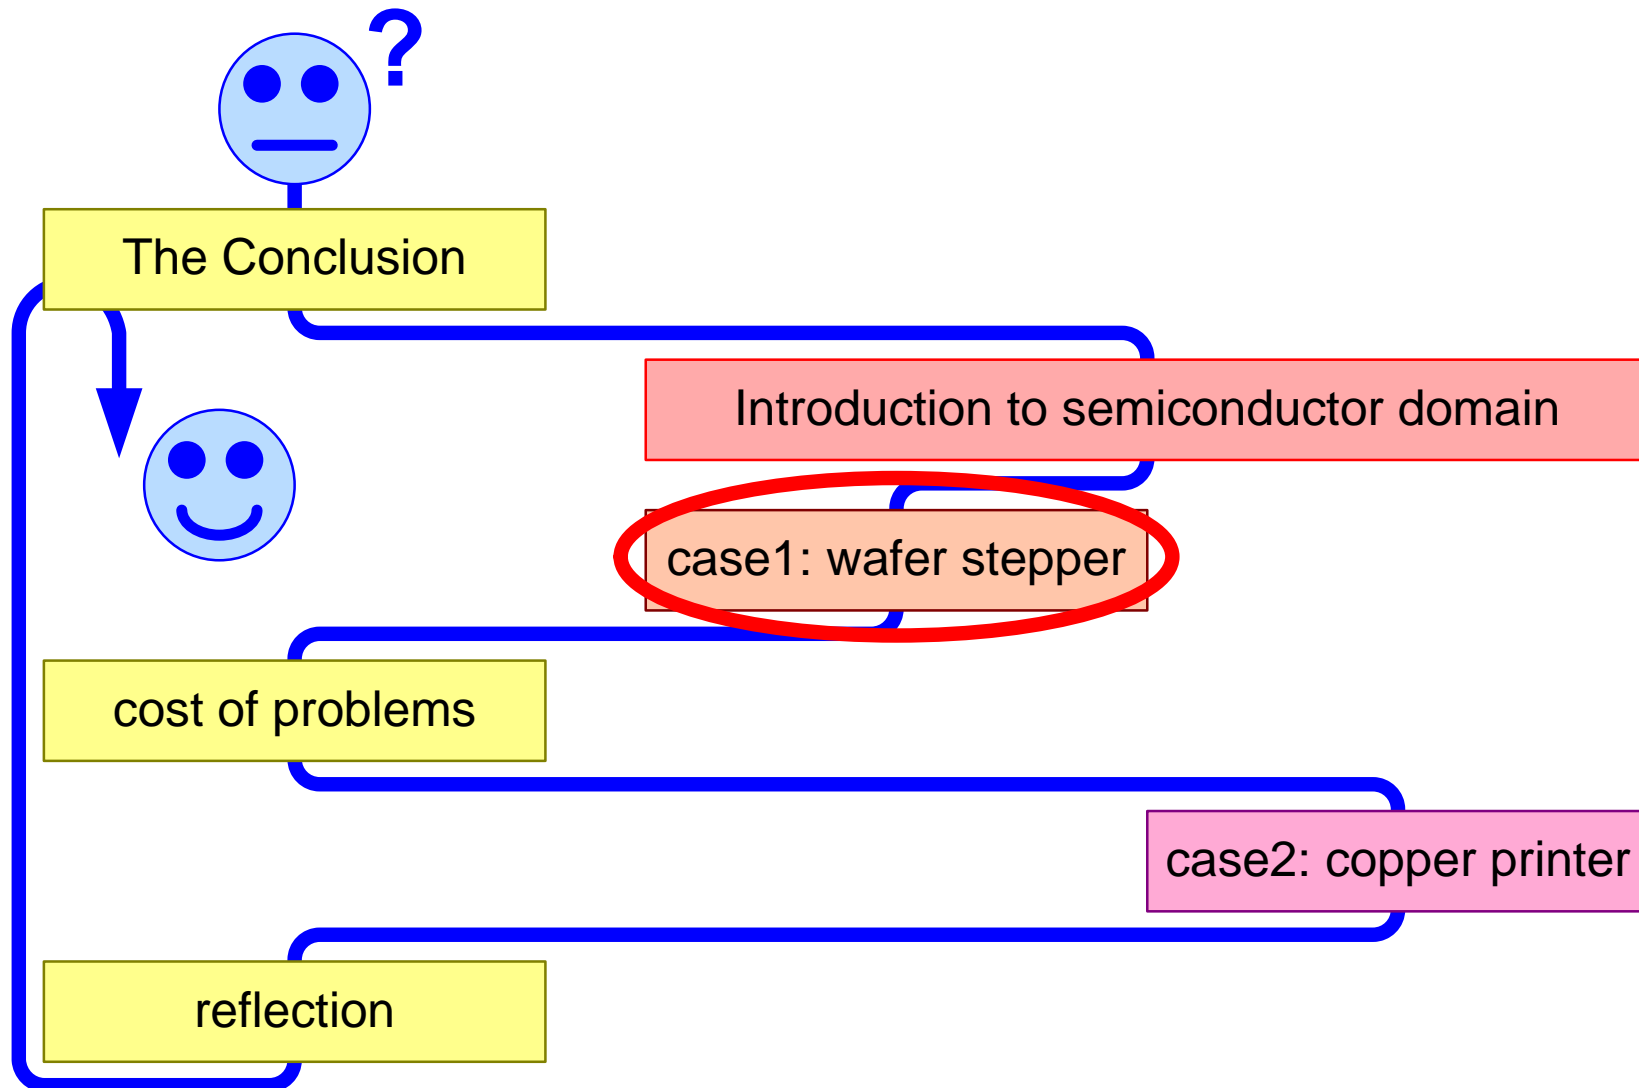 ?
The Conclusion
Introduction to semiconductor domain
case1: wafer stepper
cost of problems
case2: copper printer
reflection